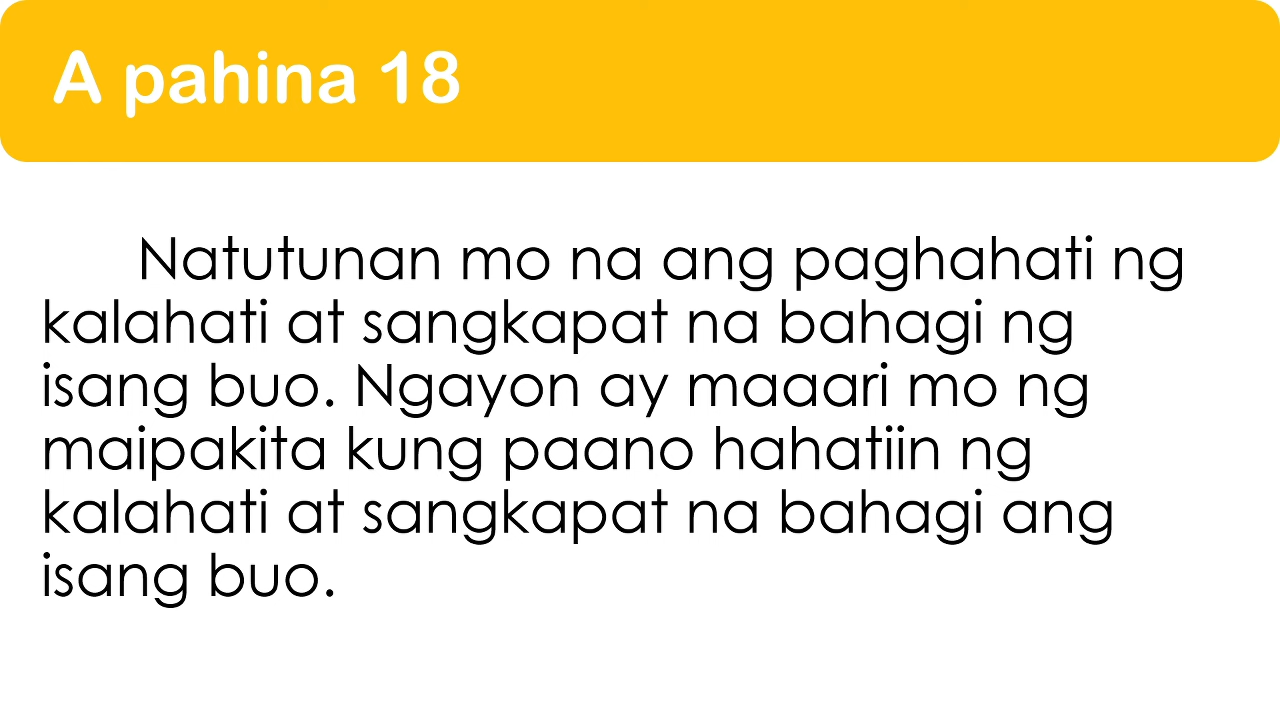 A pahina 18
Natutunan mo na ang paghahati ng
kalahati at sangkapat na bahagi ng
isang buo. Ngayon ay maaari mo ng
maipakita kung paano hahatiin ng
kalahati at sangkapat na bahagi ang
isang buo.